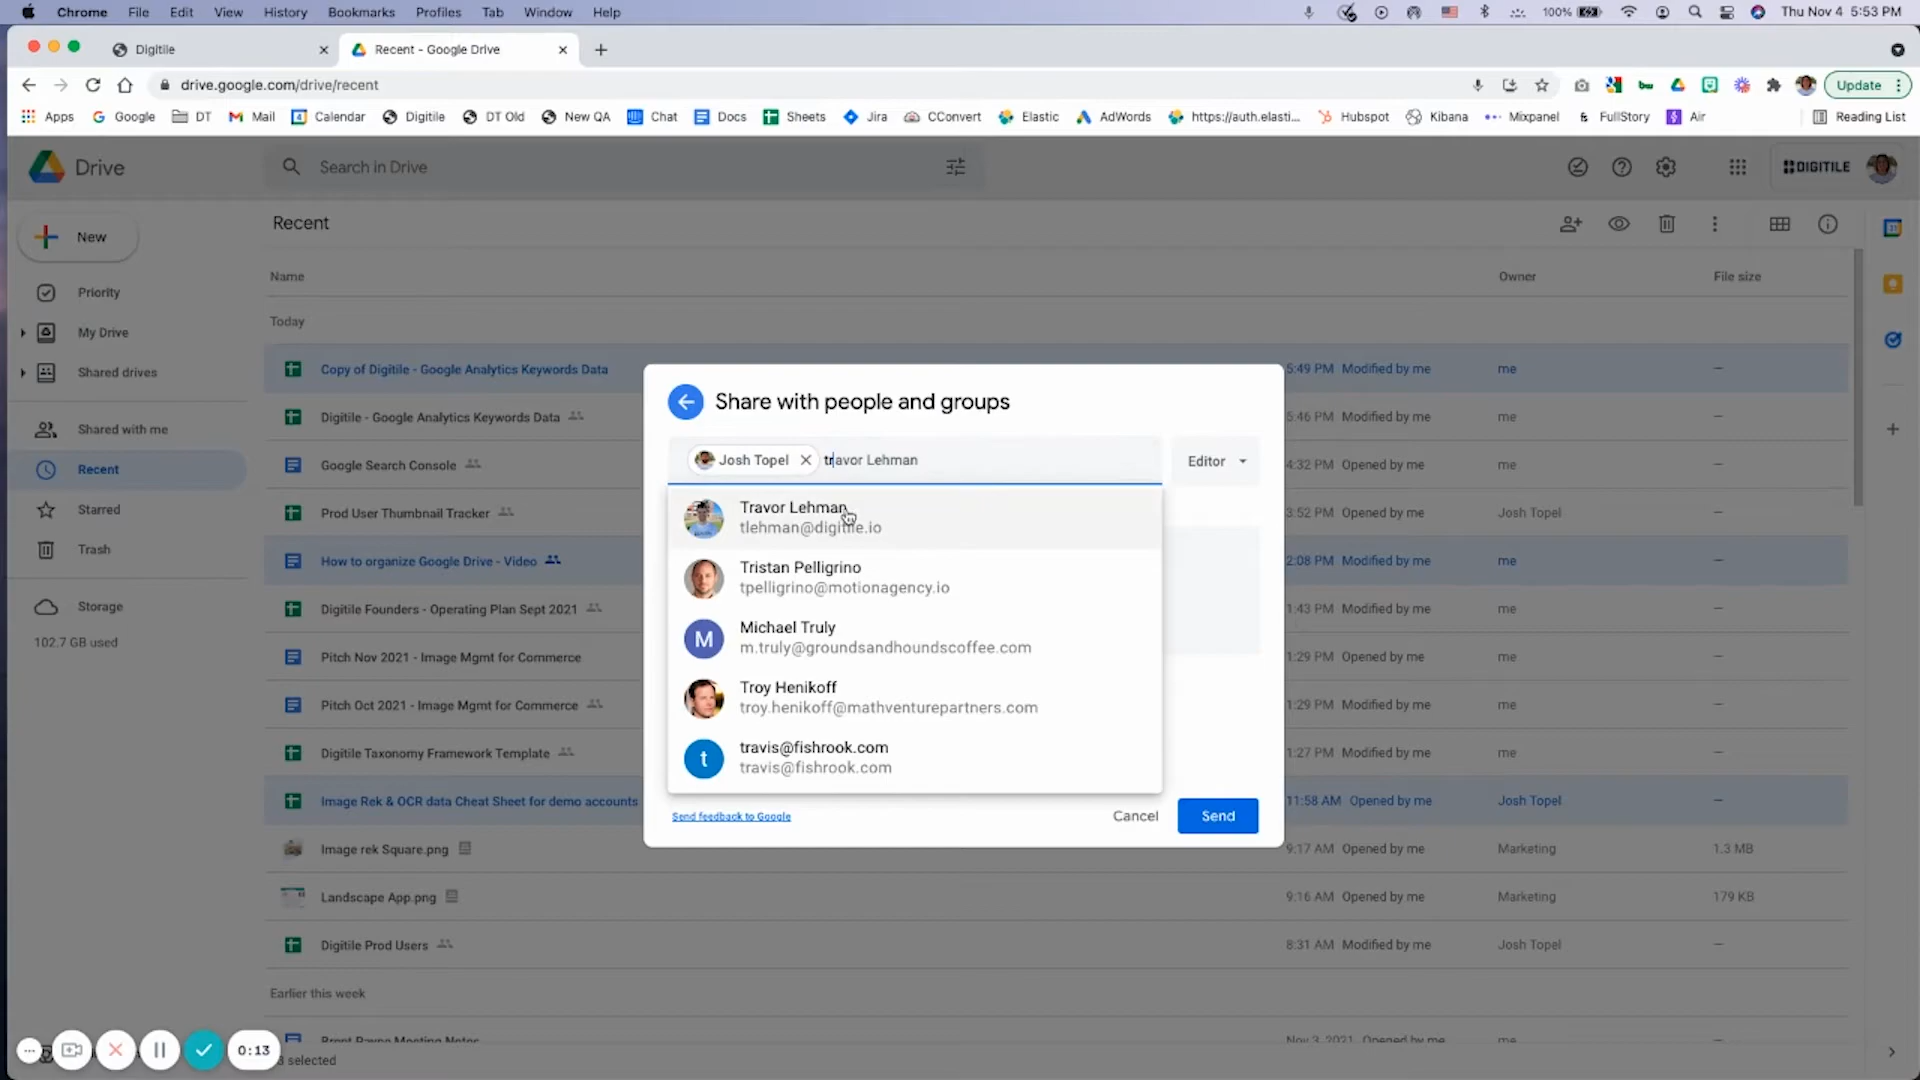 Chrome File Edit View History Bookmarks Profiles Tab Window Help 100% Thu Nov 4 5:53 PM
Digitile Recent - Google Drive
drive.google.com/drive/recent Update
Apps Google DT Mail Calendar Digitile DT Old New QA Chat Docs Sheets Jira CConvert Elastic AdWords https://auth.elasti... Hubspot Kibana Mixpanel FullStory Air Reading List
Drive Search in Drive DIGITILE
New
Recent
Name Owner File size
Priority
Today
My Drive
Shared drives
Copy of Digitile - Google Analytics Keywords Data 5:49 PM Modified by me me —
Share with people and groups
Digitile - Google Analytics Keywords Data 5:46 PM Modified by me me —
Shared with me
Josh Topel travor Lehman Editor
Recent
Google Search Console 4:32 PM Opened by me me —
Starred
Travor Lehman
tlehman@digitile.io
Prod User Thumbnail Tracker 3:52 PM Opened by me Josh Topel —
Trash
How to organize Google Drive - Video 2:08 PM Modified by me me —
Tristan Pelligrino
tpelligrino@motionagency.io
Storage
102.7 GB used
Digitile Founders - Operating Plan Sept 2021 1:43 PM Modified by me me —
Michael Truly
m.truly@groundsandhoundscoffee.com
Pitch Nov 2021 - Image Mgmt for Commerce 1:29 PM Opened by me me —
Troy Henikoff
troy.henikoff@mathventurepartners.com
Pitch Oct 2021 - Image Mgmt for Commerce 1:29 PM Opened by me me —
travis@fishrook.com
travis@fishrook.com
Digitile Taxonomy Framework Template 1:27 PM Modified by me me —
Image Rek & OCR data Cheat Sheet for demo accounts 11:58 AM Opened by me Josh Topel —
Send feedback to Google Cancel Send
Image rek Square.png 9:17 AM Opened by me Marketing 1.3 MB
Landscape App.png 9:16 AM Opened by me Marketing 179 KB
Digitile Prod Users 8:31 AM Modified by me Josh Topel —
Earlier this week
Brent Payne Meeting Notes Nov 3, 2021 Opened by me me —
0:13
selected